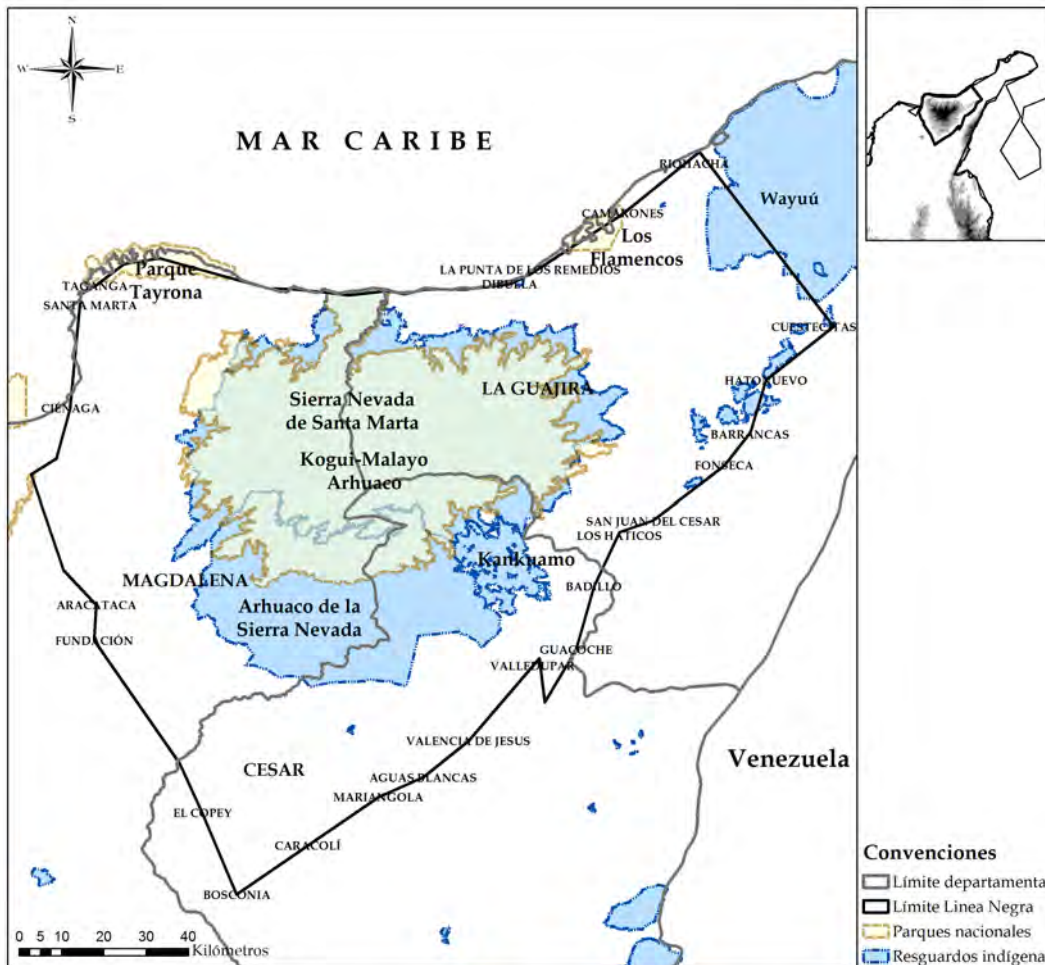 N
W E
S
MAR CARIBE
RIOHACHA
Wayuú
CAMARONES
Los
Flamencos
LA PUNTA DE LOS REMEDIOS
DIBULLA
Parque
Tayrona
TAGANGA
SANTA MARTA
CUESTECITAS
HATONUEVO
LA GUAJIRA
Sierra Nevada
de Santa Marta
CIÉNAGA
BARRANCAS
Kogui-Malayo
Arhuaco
FONSECA
SAN JUAN DEL CESAR
LOS HATICOS
Kankuamo
BADILLO
MAGDALENA
ARACATACA
Arhuaco de la
Sierra Nevada
FUNDACIÓN
GUACOCHE
VALLEDUPAR
VALENCIA DE JESUS
Venezuela
CESAR
AGUAS BLANCAS
MARIANGOLA
EL COPEY
CARACOLÍ
BOSCONIA
0 5 10 20 30 40
Kilómetros
Convenciones
Límite departamenta
Límite Linea Negra
Parques nacionales
Resguardos indígena